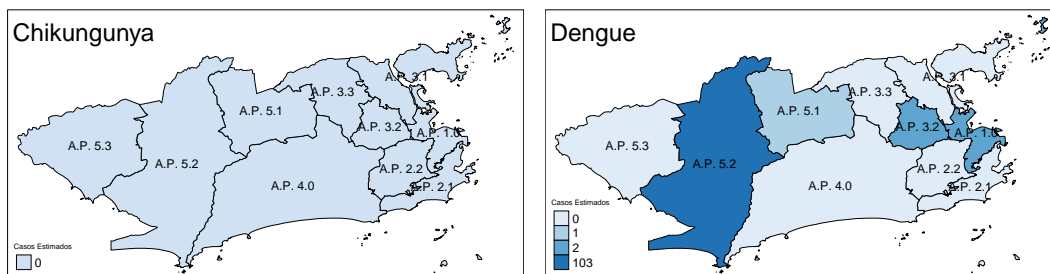 Chikungunya
A.P. 3.1
A.P. 3.3
A.P. 5.1
A.P. 3.2
A.P. 1.0
A.P. 5.3
A.P. 5.2
A.P. 2.2
A.P. 4.0
A.P. 2.1
Casos Estimados
0
Dengue
A.P. 3.1
A.P. 3.3
A.P. 5.1
A.P. 3.2
A.P. 1.0
A.P. 5.3
A.P. 5.2
A.P. 2.2
A.P. 4.0
A.P. 2.1
Casos Estimados
0
1
2
103